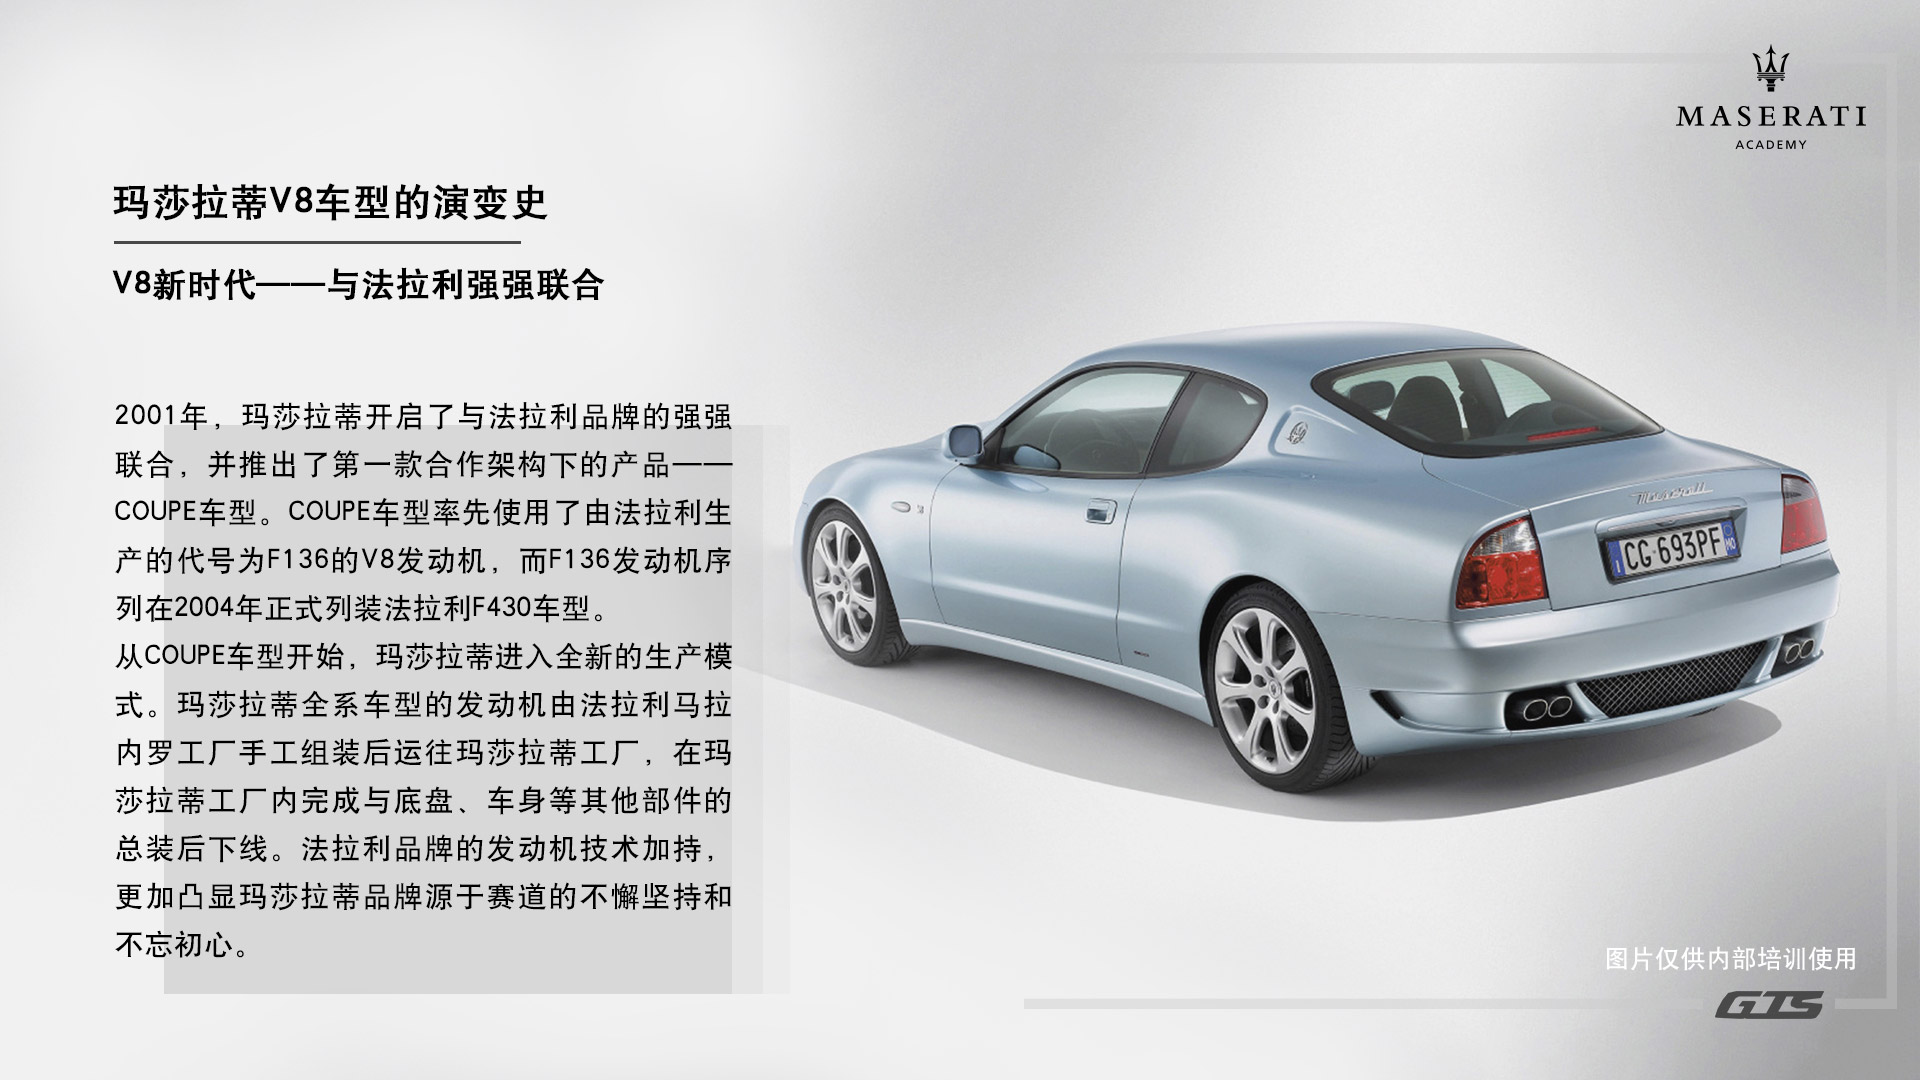 MASERATI
ACADEMY
玛莎拉蒂V8车型的演变史
V8新时代——与法拉利强强联合
2001年，玛莎拉蒂开启了与法拉利品牌的强强
联合，并推出了第一款合作架构下的产品——
COUPE车型。COUPE车型率先使用了由法拉利生
产的代号为F136的V8发动机，而F136发动机序
列在2004年正式列装法拉利F430车型。
从COUPE车型开始，玛莎拉蒂进入全新的生产模
式。玛莎拉蒂全系车型的发动机由法拉利马拉
内罗工厂手工组装后运往玛莎拉蒂工厂，在玛
莎拉蒂工厂内完成与底盘、车身等其他部件的
总装后下线。法拉利品牌的发动机技术加持，
更加凸显玛莎拉蒂品牌源于赛道的不懈坚持和
不忘初心。
Maserati
I CG 693PF MO
图片仅供内部培训使用
GTS